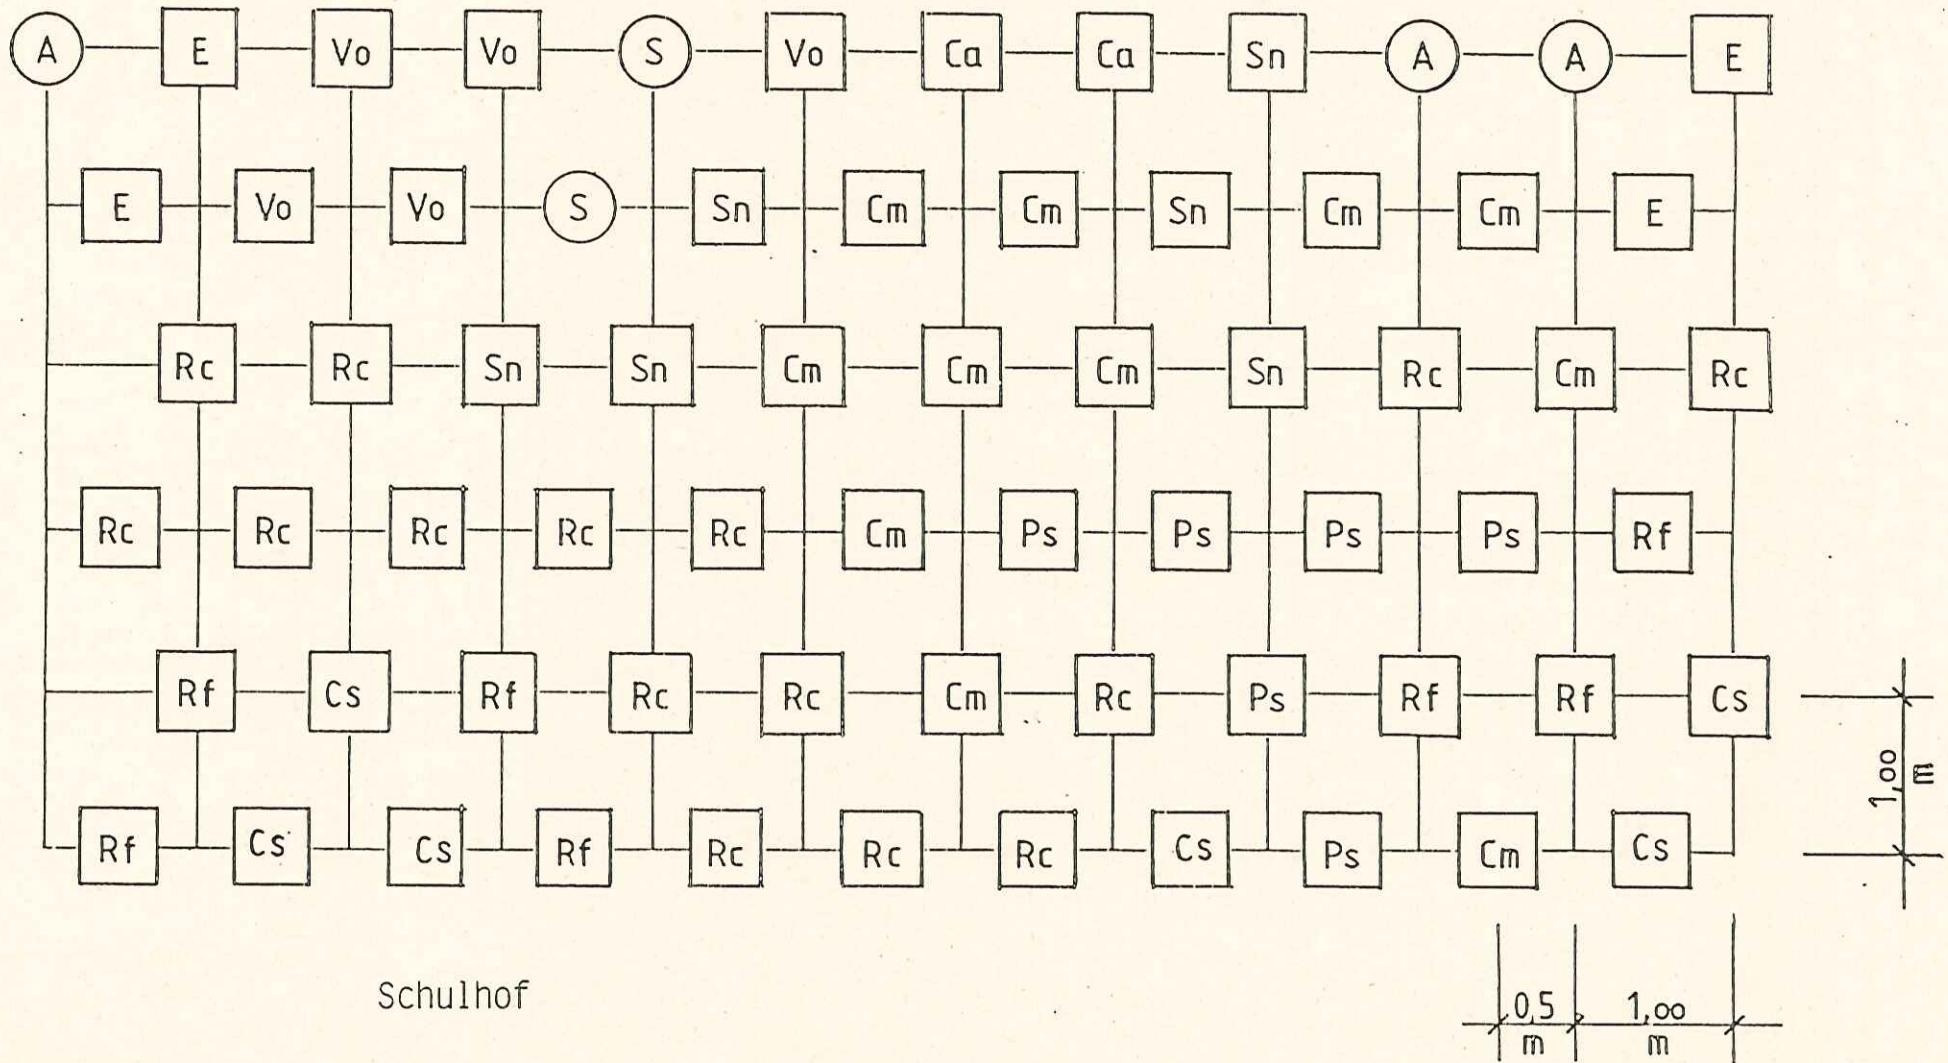 A E Vo Vo S Vo Ca Ca Sn A A E
E Vo Vo S Sn Cm Cm Sn Cm Cm E
Rc Rc Sn Sn Cm Cm Cm Sn Rc Cm Rc
Rc Rc Rc Rc Rc Cm Ps Ps Ps Ps Rf
Rf Cs Rf Rc Rc Cm Rc Ps Rf Rf Cs
Rf Cs Cs Rf Rc Rc Rc Cs Ps Cm Cs
1,00
m
Schulhof
0,5 1,00
m m